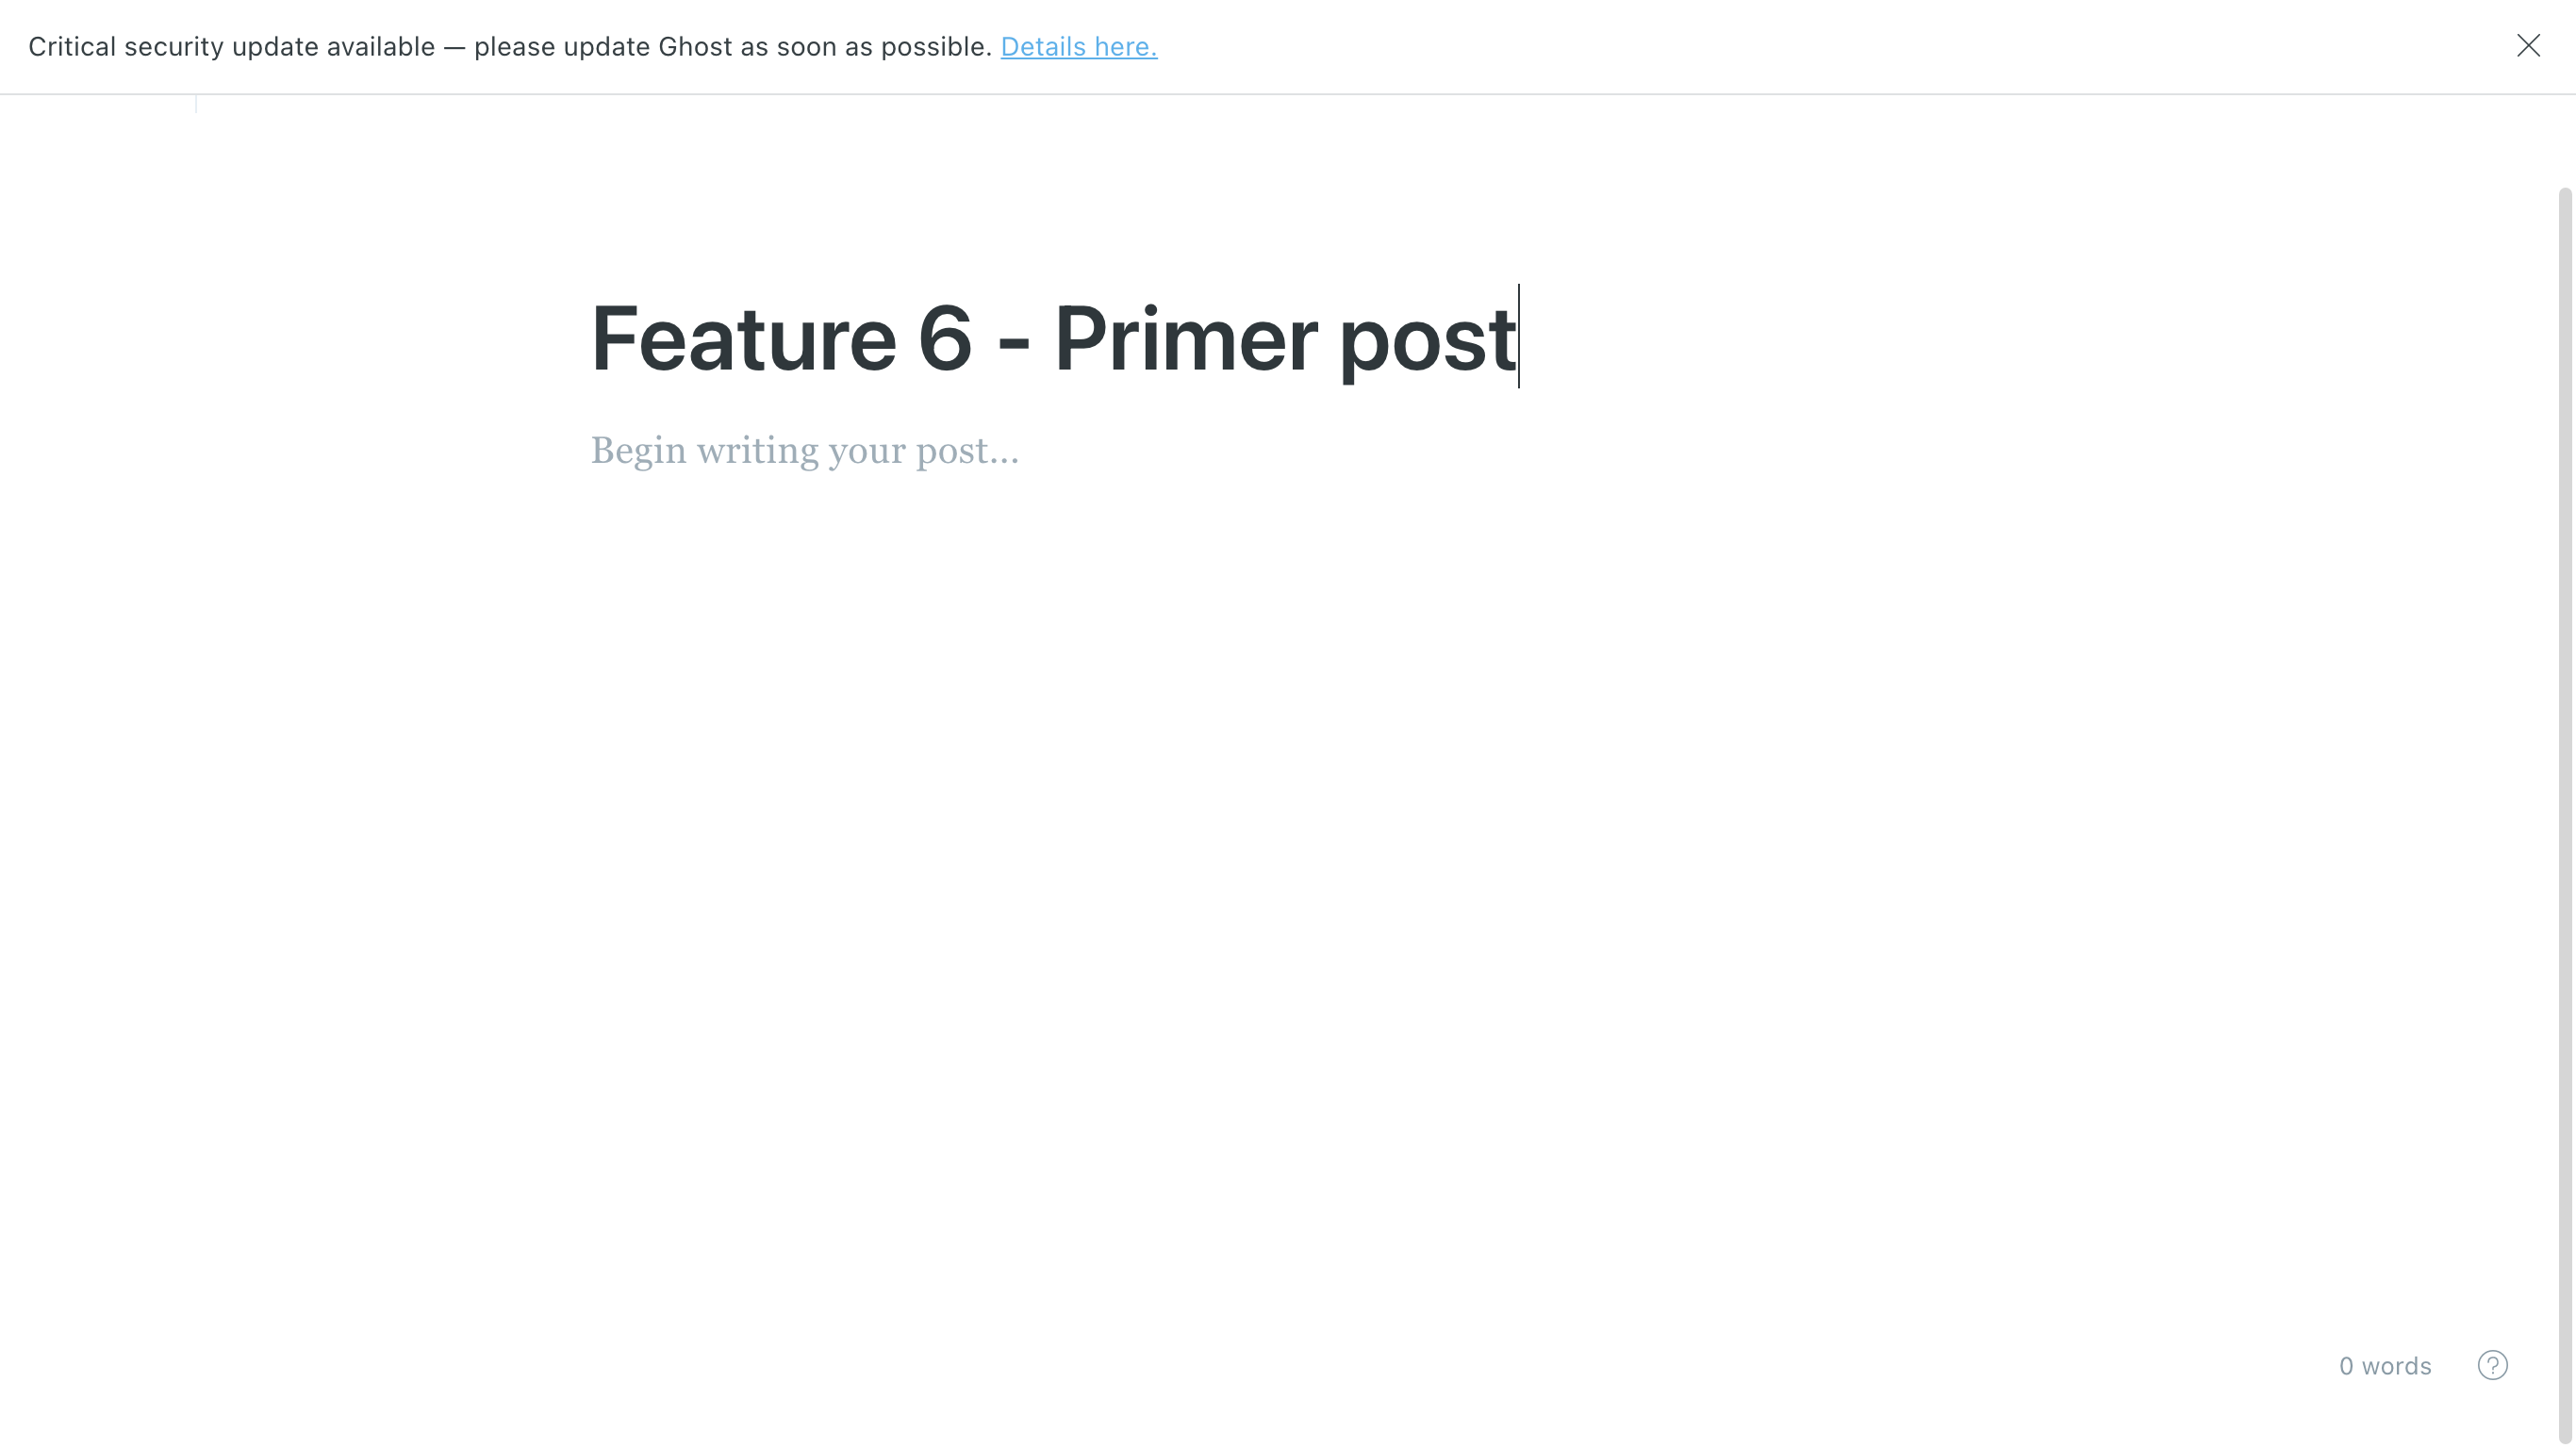 Critical security update available — please update Ghost as soon as possible. Details here.
Feature 6 - Primer post
Begin writing your post...
0 words
?